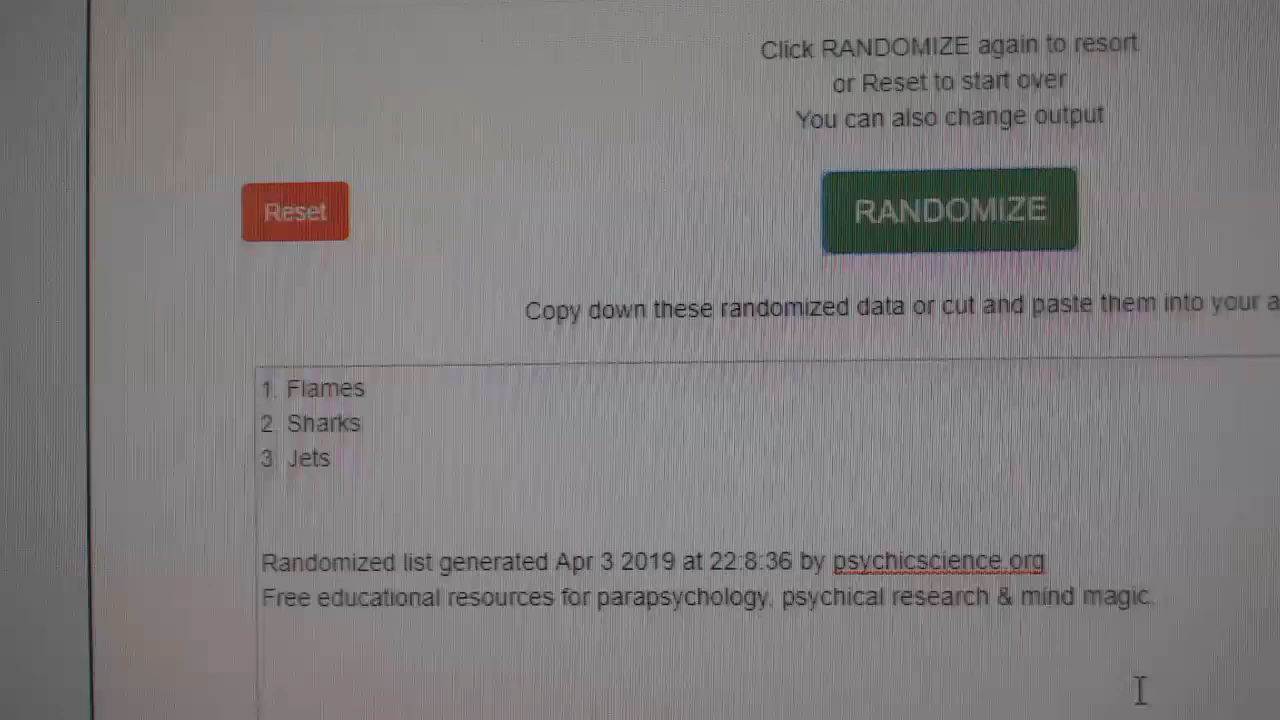 Click RANDOMIZE again to resort
or Reset to start over
You can also change output
Reset
RANDOMIZE
Copy down these randomized data or cut and paste them into your a
1. Flames
2. Sharks
3. Jets
Randomized list generated Apr 3 2019 at 22:8:36 by psychicscience.org
Free educational resources for parapsychology, psychical research & mind magic.